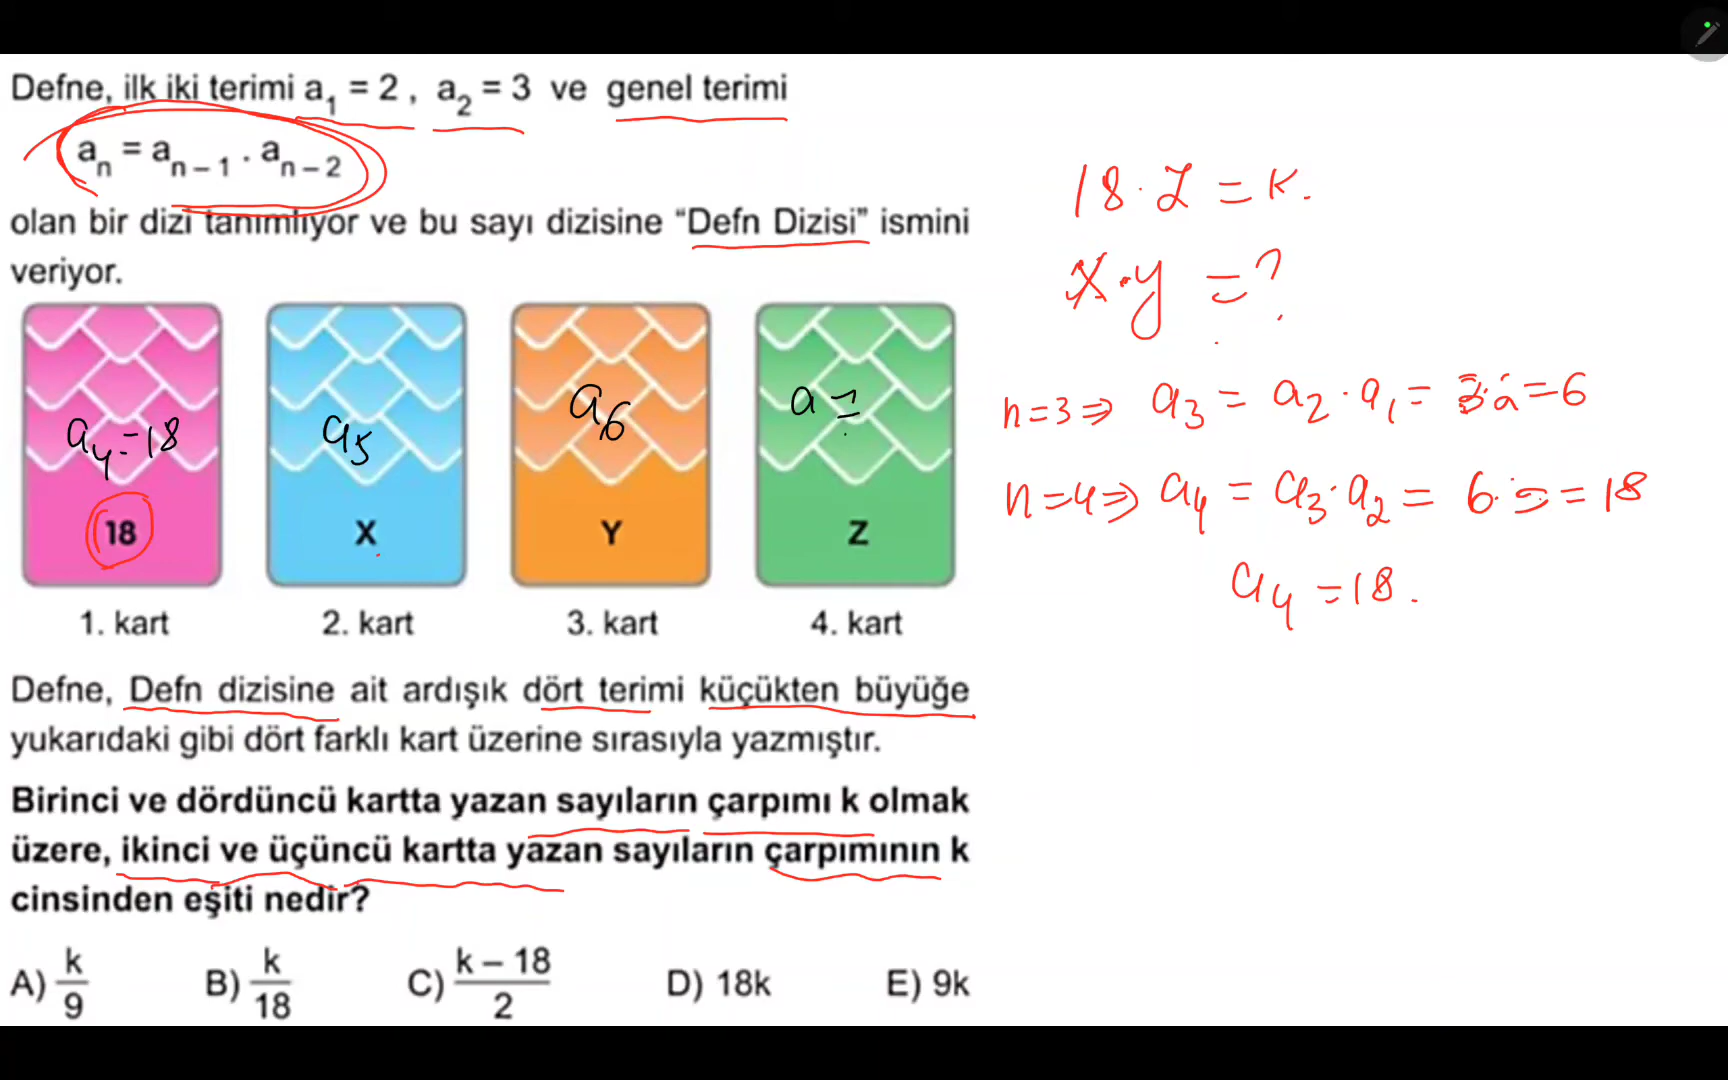 Defne, ilk iki terimi a₁ = 2 , a₂ = 3 ve genel terimi
aₙ = aₙ₋₁ · aₙ₋₂
olan bir dizi tanımlıyor ve bu sayı dizisine “Defn Dizisi” ismini
veriyor.
a₄=18
a₅
a₆
a
18
X
Y
Z
1. kart
2. kart
3. kart
4. kart
Defne, Defn dizisine ait ardışık dört terimi küçükten büyüğe
yukarıdaki gibi dört farklı kart üzerine sırasıyla yazmıştır.
Birinci ve dördüncü kartta yazan sayıların çarpımı k olmak
üzere, ikinci ve üçüncü kartta yazan sayıların çarpımının k
cinsinden eşiti nedir?
A) k/9
B) k/18
C) k – 18/2
D) 18k
E) 9k
18·Z = K.
X·y = ?
n=3 ⇒ a₃ = a₂ · a₁ = =6
n=4 ⇒ a₄ = a₃ · a₂ = 6· =18
a₄ =18.